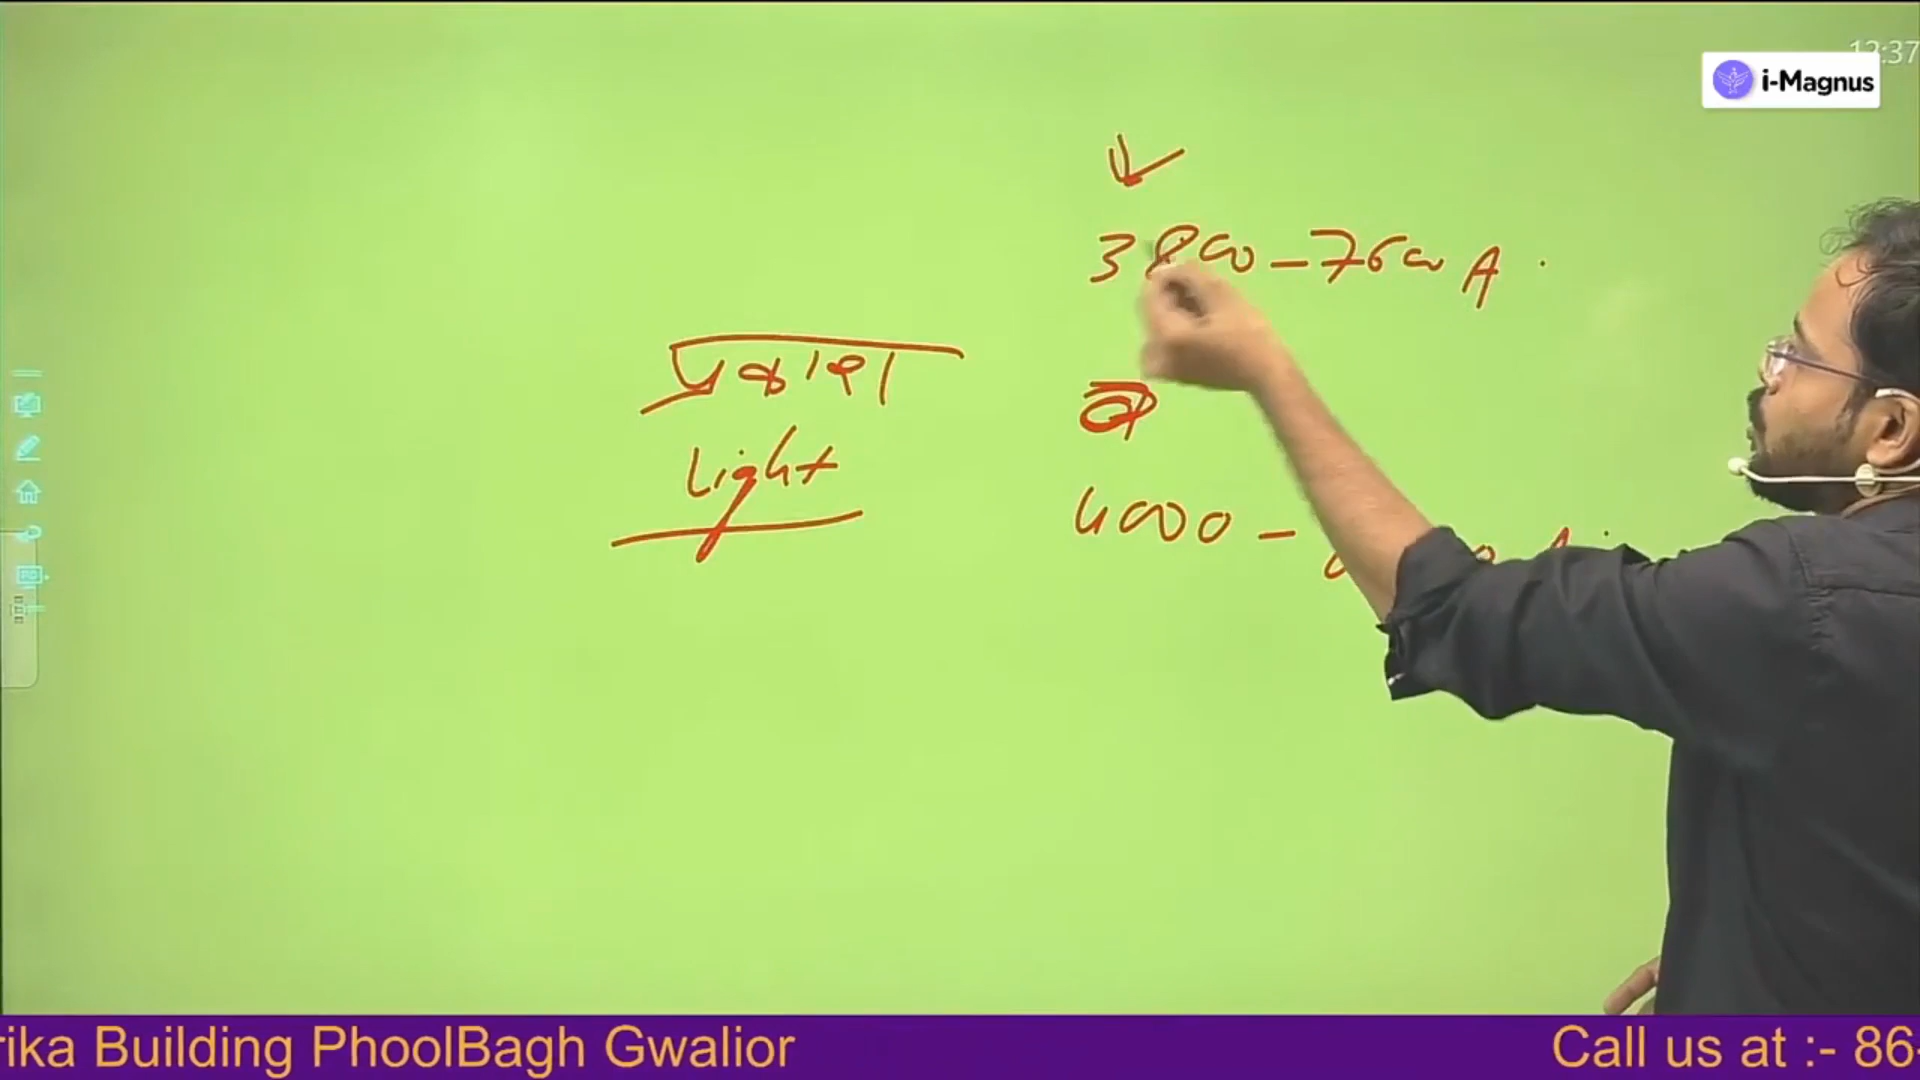 12:37
i-Magnus
3800 - 7600 A°
प्रकाश
Light
4000 -
rika Building PhoolBagh Gwalior
Call us at :- 86